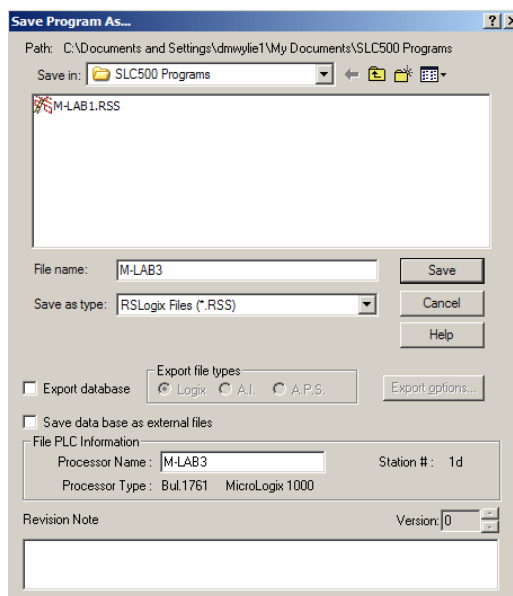 Save Program As...
Path: C:\Documents and Settings\dmwylie1\My Documents\SLC500 Programs
Save in: SLC500 Programs
M-LAB1.RSS
File name: M-LAB3 Save
Save as type: RSLogix Files (*.RSS) Cancel
Help
Export file types
Export database Logix A.I. A.P.S. Export options...
Save data base as external files
File PLC Information
Processor Name : M-LAB3 Station # : 1d
Processor Type : Bul.1761 MicroLogix 1000
Revision Note Version: 0